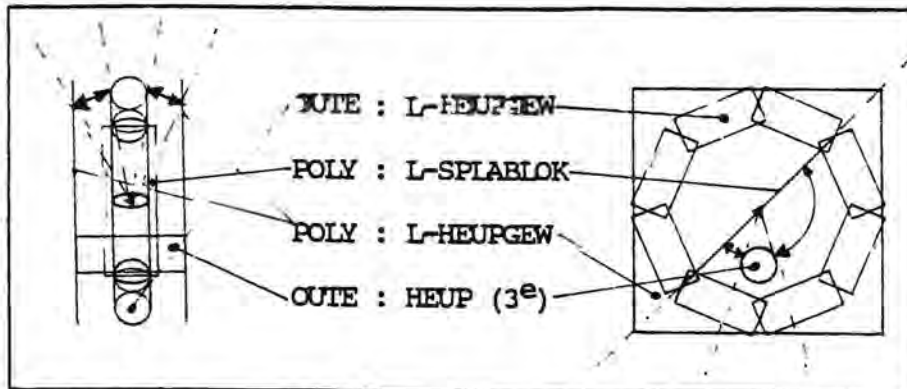 OUTE : L-HEUPGEW
POLY : L-SPLABLOK
POLY : L-HEUPGEW
OUTE : HEUP (3e)